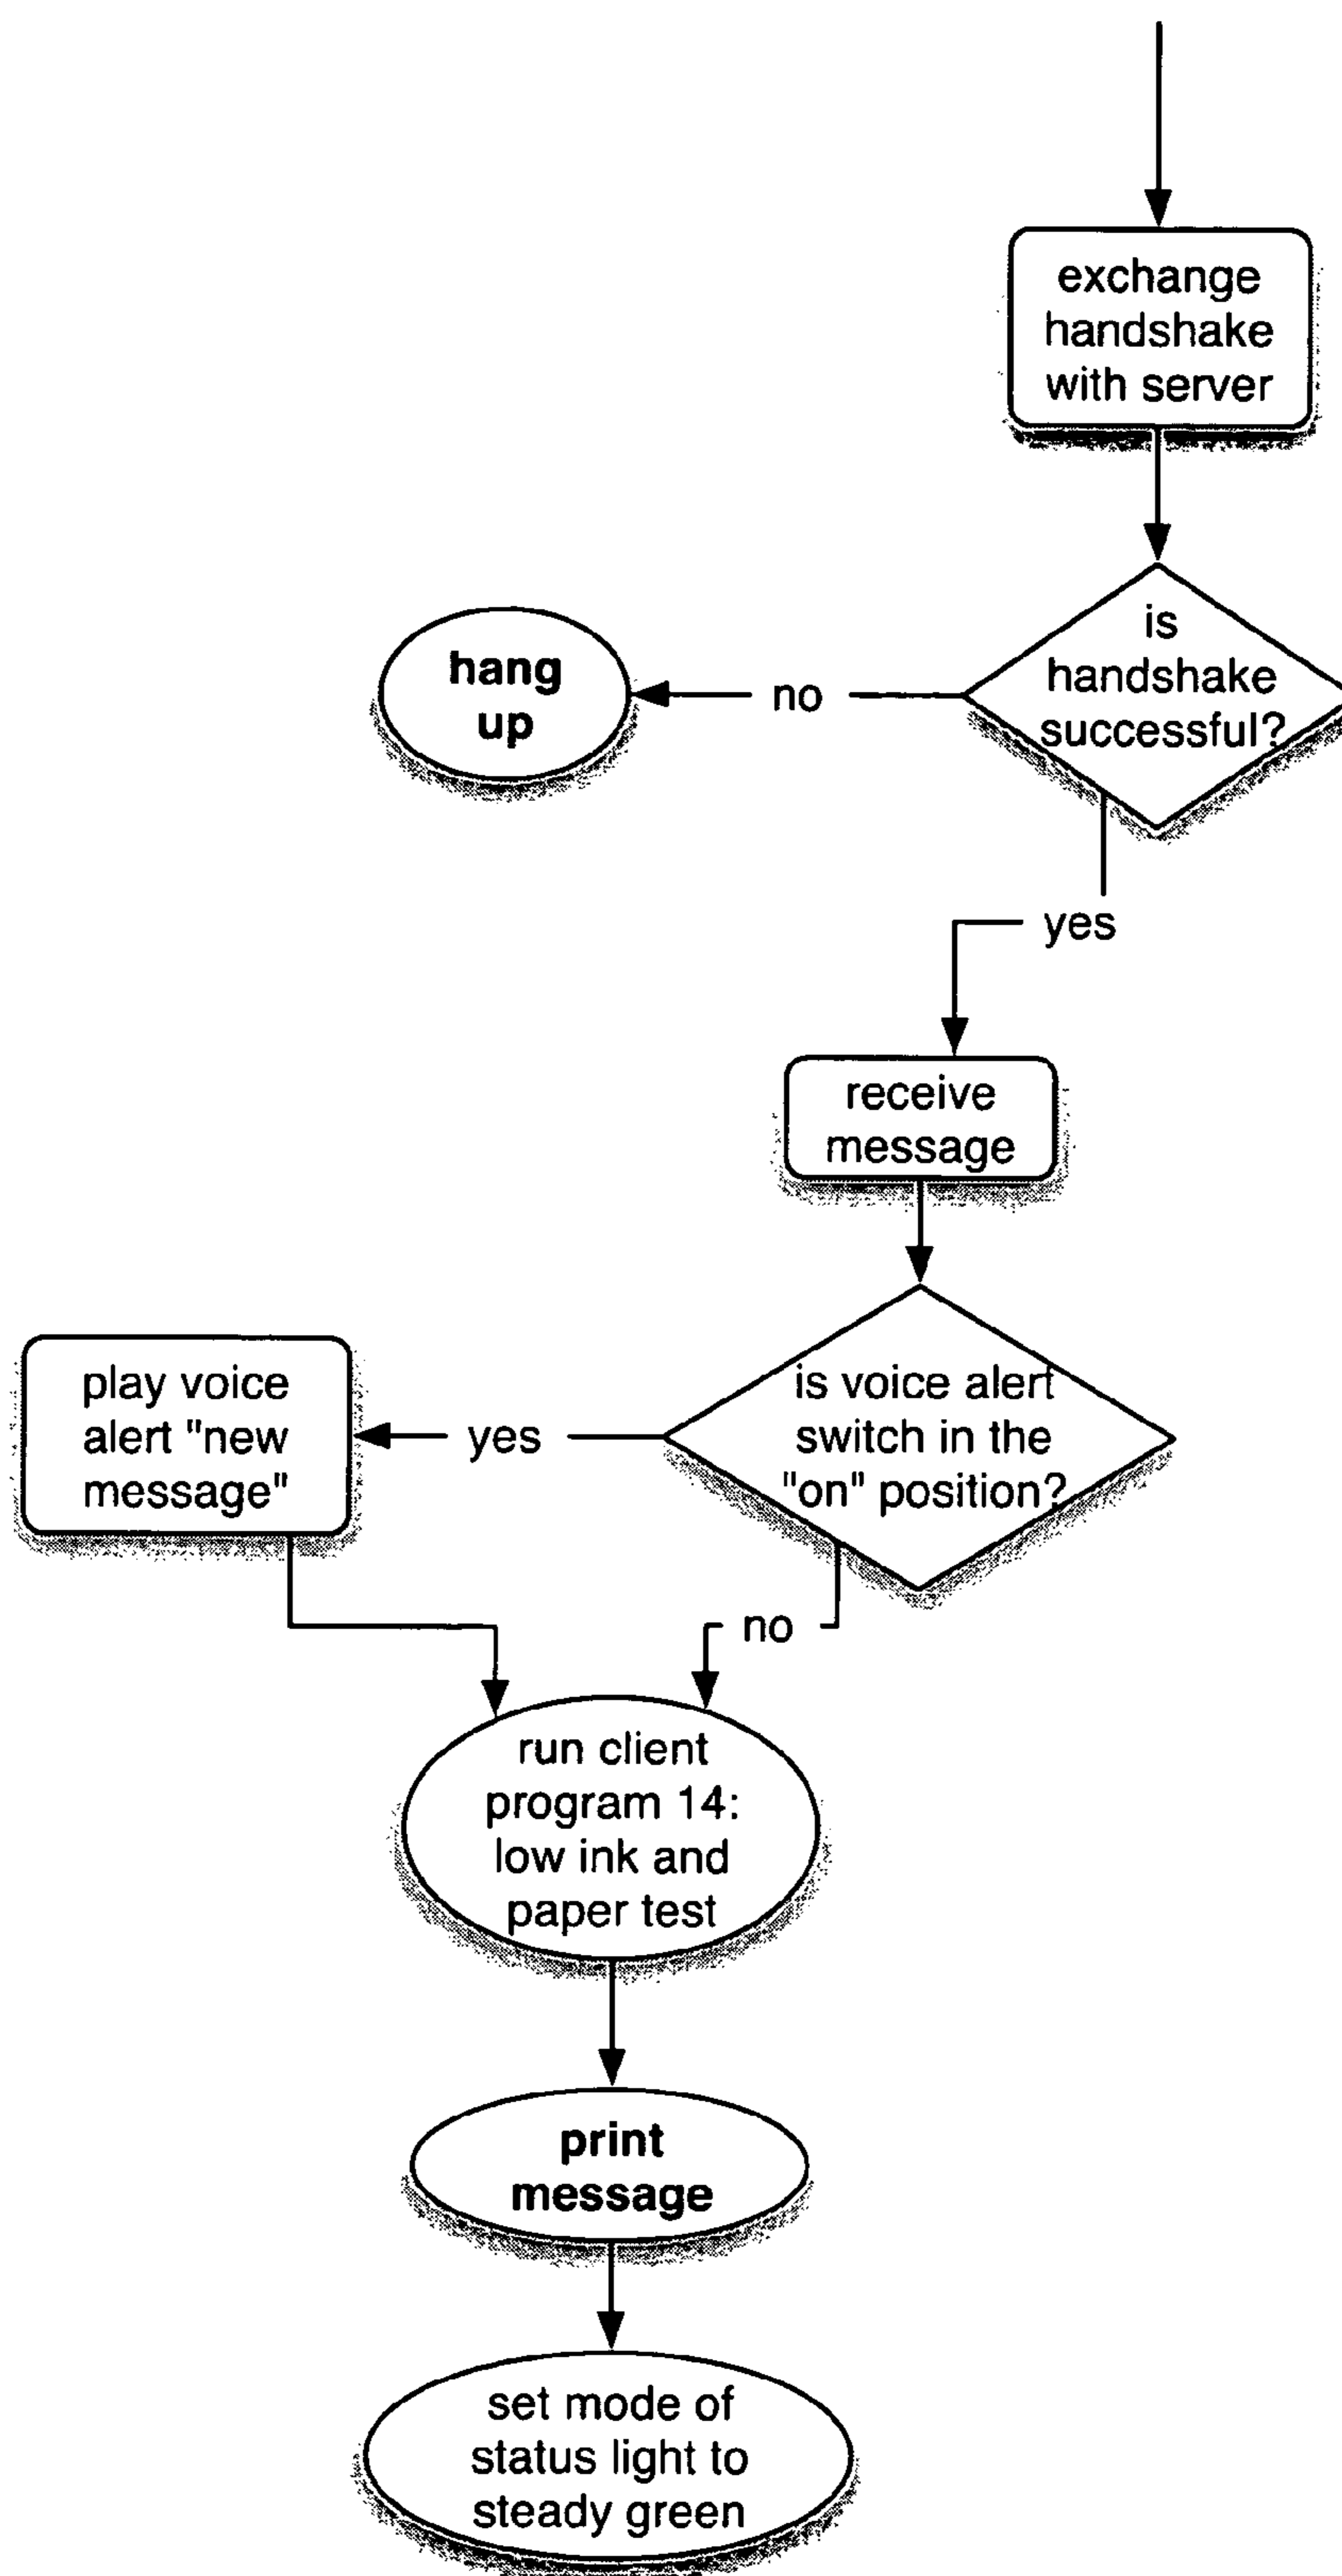 exchange
handshake
with server
is
handshake
successful?
no
hang
up
yes
receive
message
is voice alert
switch in the
"on" position?
yes
play voice
alert "new
message"
no
run client
program 14:
low ink and
paper test
print
message
set mode of
status light to
steady green